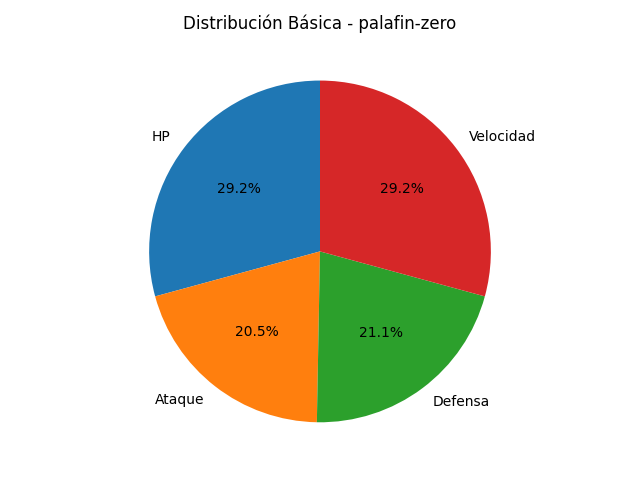 Distribución Básica - palafin-zero
HP
Velocidad
29.2%
29.2%
20.5%
21.1%
Ataque
Defensa